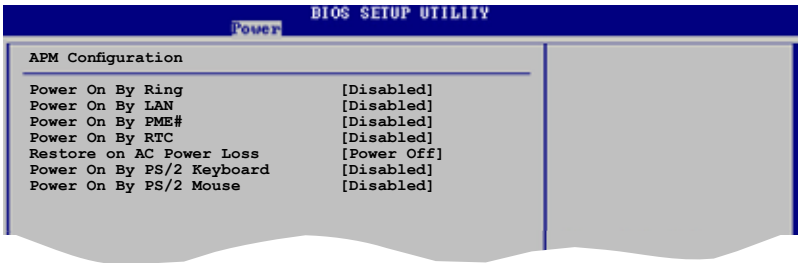 BIOS SETUP UTILITY
Power
APM Configuration
Power On By Ring [Disabled]
Power On By LAN [Disabled]
Power On By PME# [Disabled]
Power On By RTC [Disabled]
Restore on AC Power Loss [Power Off]
Power On By PS/2 Keyboard [Disabled]
Power On By PS/2 Mouse [Disabled]